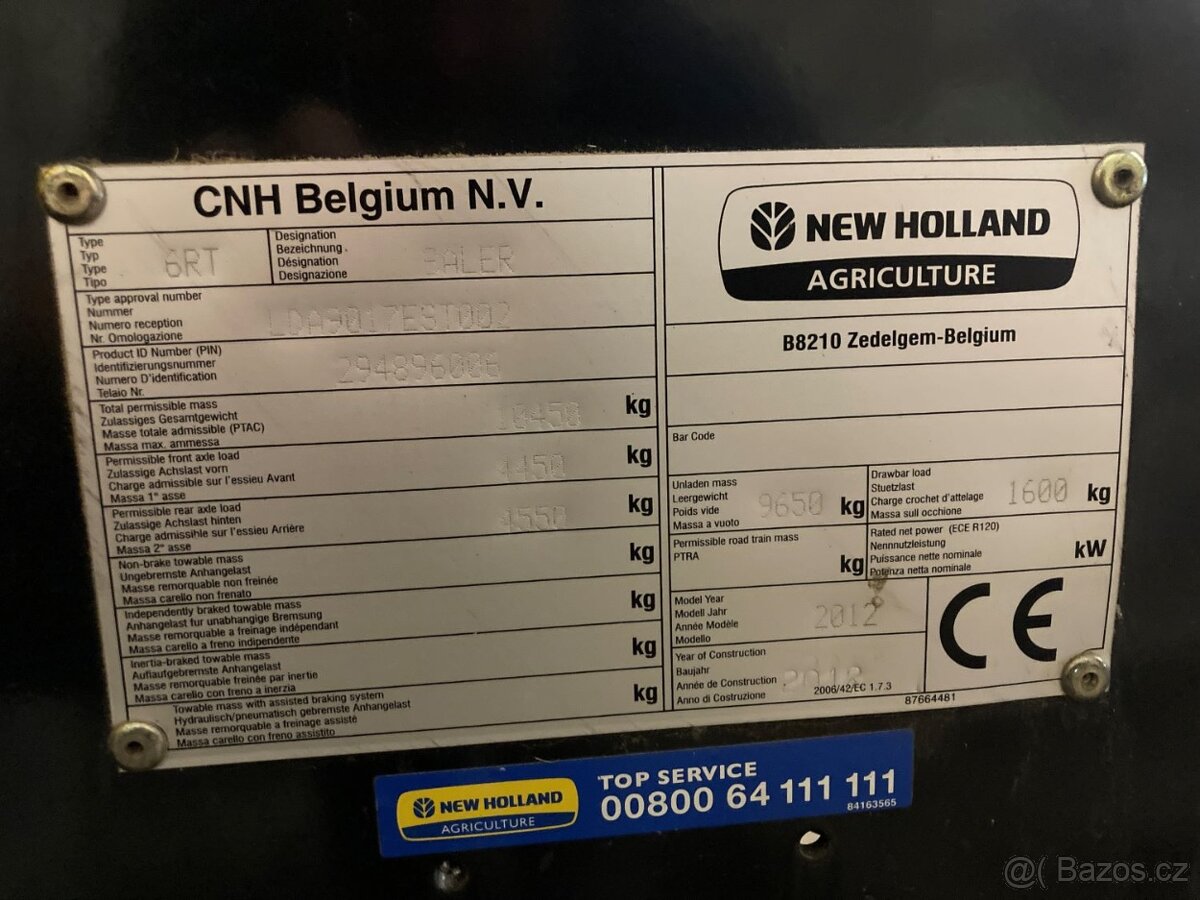 CNH Belgium N.V.
Type
Typ
Type
Tipo
6RT
Designation
Bezeichnung
Désignation
Designazione
BALER
Type approval number
Nummer
Numero reception
Nr. Omologazione
LDA9017EST002
Product ID Number (PIN)
Identifizierungsnummer
Numero D'identification
Telaio Nr.
294896006
Total permissible mass
Zulassiges Gesamtgewicht
Masse totale admissible (PTAC)
Massa max. ammessa
10450 kg
Permissible front axle load
Zulassige Achslast vorn
Charge admissible sur l'essieu Avant
Massa 1° asse
4450 kg
Permissible rear axle load
Zulassige Achslast hinten
Charge admissible sur l'essieu Arrière
Massa 2° asse
4550 kg
Non-brake towable mass
Ungebremste Anhangelast
Masse remorquable non freinée
Massa carello non frenato
kg
Independently braked towable mass
Anhangelast fur unabhangige Bremsung
Masse remorquable a freinage indépendant
Massa carello a freno indipendente
kg
Inertia-braked towable mass
Auflaufgebremste Anhangelast
Masse remorquable freinée par inertie
Massa carello con freno a inerzia
kg
Towable mass with assisted braking system
Hydraulisch/pneumatisch gebremste Anhangelast
Masse remorquable a freinage assisté
Massa carello con freno assistito
kg
NEW HOLLAND
AGRICULTURE
B8210 Zedelgem-Belgium
Bar Code
Unladen mass
Leergewicht
Poids vide
Massa a vuoto
9650 kg
Drawbar load
Stuetzlast
Charge crochet d'attelage
Massa sull occhione
1600 kg
Permissible road train mass
PTRA
kg
Rated net power (ECE R120)
Nennnutzleistung
Puissance nette nominale
Potenza netta nominale
kW
Model Year
Modell Jahr
Année Modèle
Modello
2012
Year of Construction
Baujahr
Année de Construction
Anno di Costruzione
2012
2006/42/EC 1.7.3
CE
87664481
NEW HOLLAND
AGRICULTURE
TOP SERVICE
00800 64 111 111
84163565
@( Bazos.cz